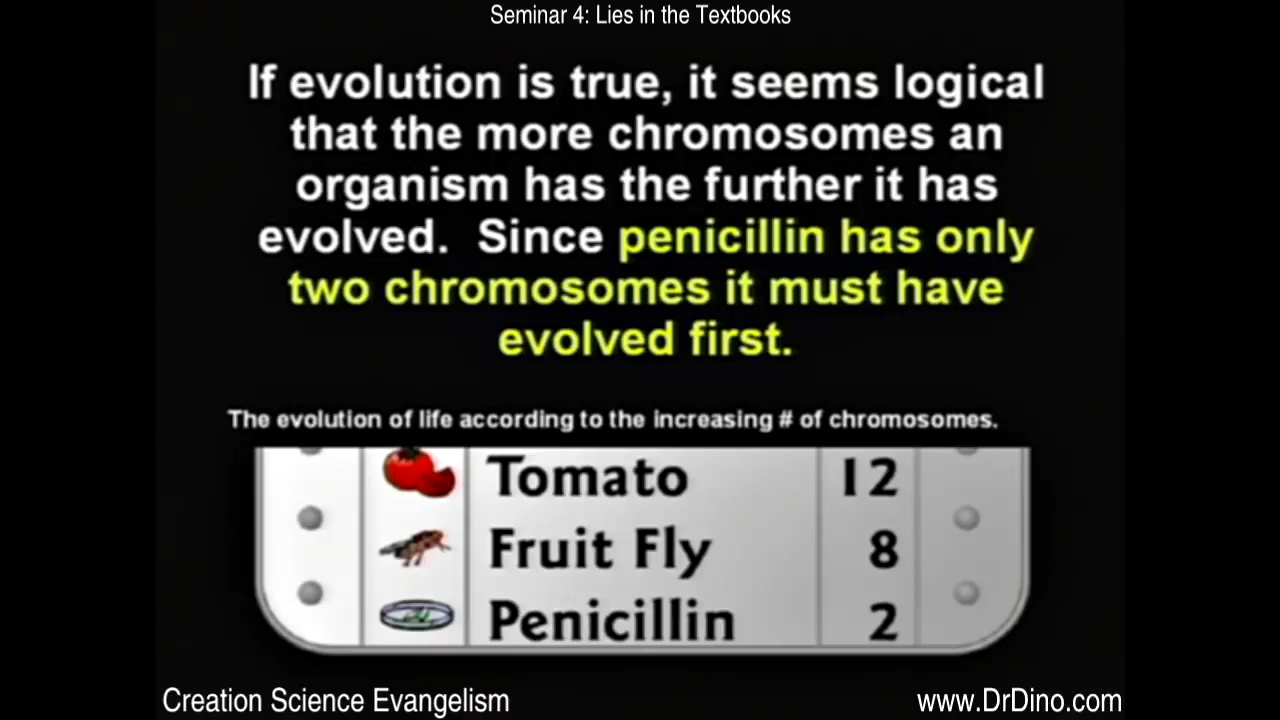 Seminar 4: Lies in the Textbooks
If evolution is true, it seems logical
that the more chromosomes an
organism has the further it has
evolved. Since penicillin has only
two chromosomes it must have
evolved first.
The evolution of life according to the increasing # of chromosomes.
Tomato 12
Fruit Fly 8
Penicillin 2
Creation Science Evangelism www.DrDino.com